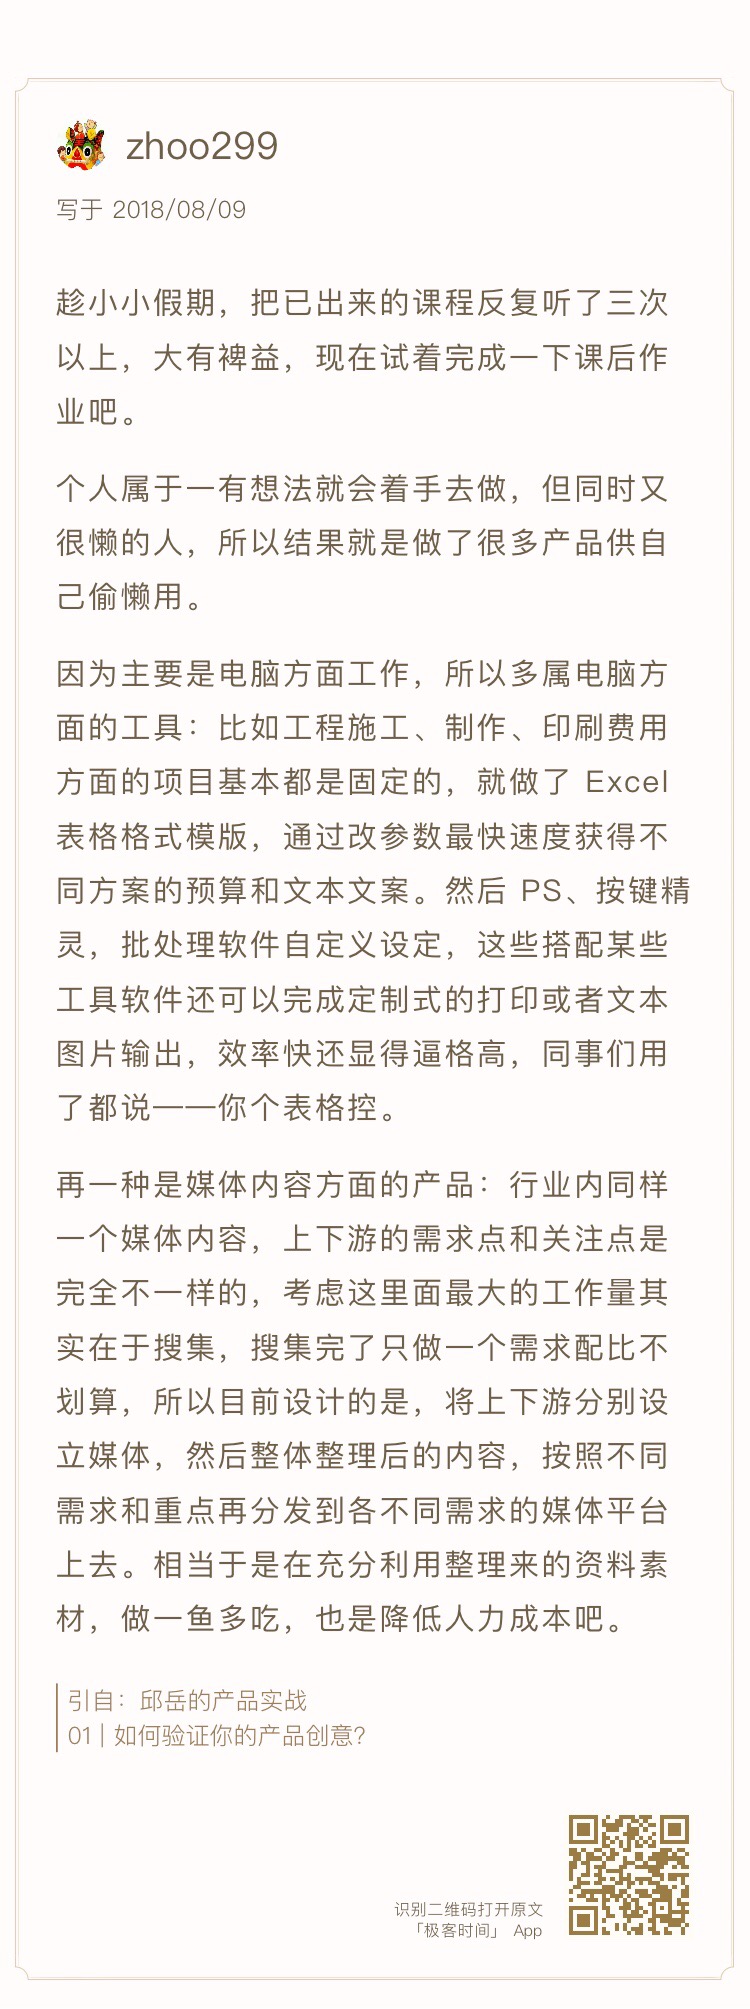 zhoo299
写于 2018/08/09
趁小小假期，把已出来的课程反复听了三次
以上，大有裨益，现在试着完成一下课后作
业吧。
个人属于一有想法就会着手去做，但同时又
很懒的人，所以结果就是做了很多产品供自
己偷懒用。
因为主要是电脑方面工作，所以多属电脑方
面的工具：比如工程施工、制作、印刷费用
方面的项目基本都是固定的，就做了 Excel
表格格式模版，通过改参数最快速度获得不
同方案的预算和文本文案。然后 PS、按键精
灵，批处理软件自定义设定，这些搭配某些
工具软件还可以完成定制式的打印或者文本
图片输出，效率快还显得逼格高，同事们用
了都说——你个表格控。
再一种是媒体内容方面的产品：行业内同样
一个媒体内容，上下游的需求点和关注点是
完全不一样的，考虑这里面最大的工作量其
实在于搜集，搜集完了只做一个需求配比不
划算，所以目前设计的是，将上下游分别设
立媒体，然后整体整理后的内容，按照不同
需求和重点再分发到各不同需求的媒体平台
上去。相当于是在充分利用整理来的资料素
材，做一鱼多吃，也是降低人力成本吧。
引自：邱岳的产品实战
01 | 如何验证你的产品创意？
识别二维码打开原文
「极客时间」 App